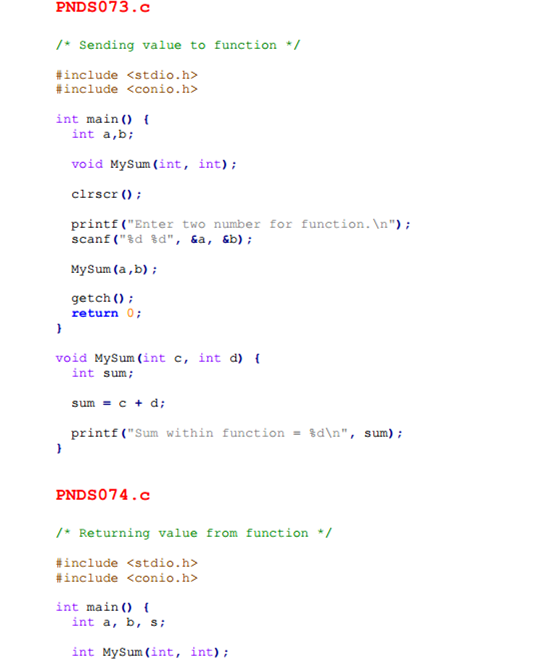 PNDS073.c
/* Sending value to function */
#include <stdio.h>
#include <conio.h>
int main() {
int a,b;
void MySum(int, int);
clrscr();
printf("Enter two number for function.\n");
scanf("%d %d", &a, &b);
MySum(a,b);
getch();
return 0;
}
void MySum(int c, int d) {
int sum;
sum = c + d;
printf("Sum within function = %d\n", sum);
}
PNDS074.c
/* Returning value from function */
#include <stdio.h>
#include <conio.h>
int main() {
int a, b, s;
int MySum(int, int);